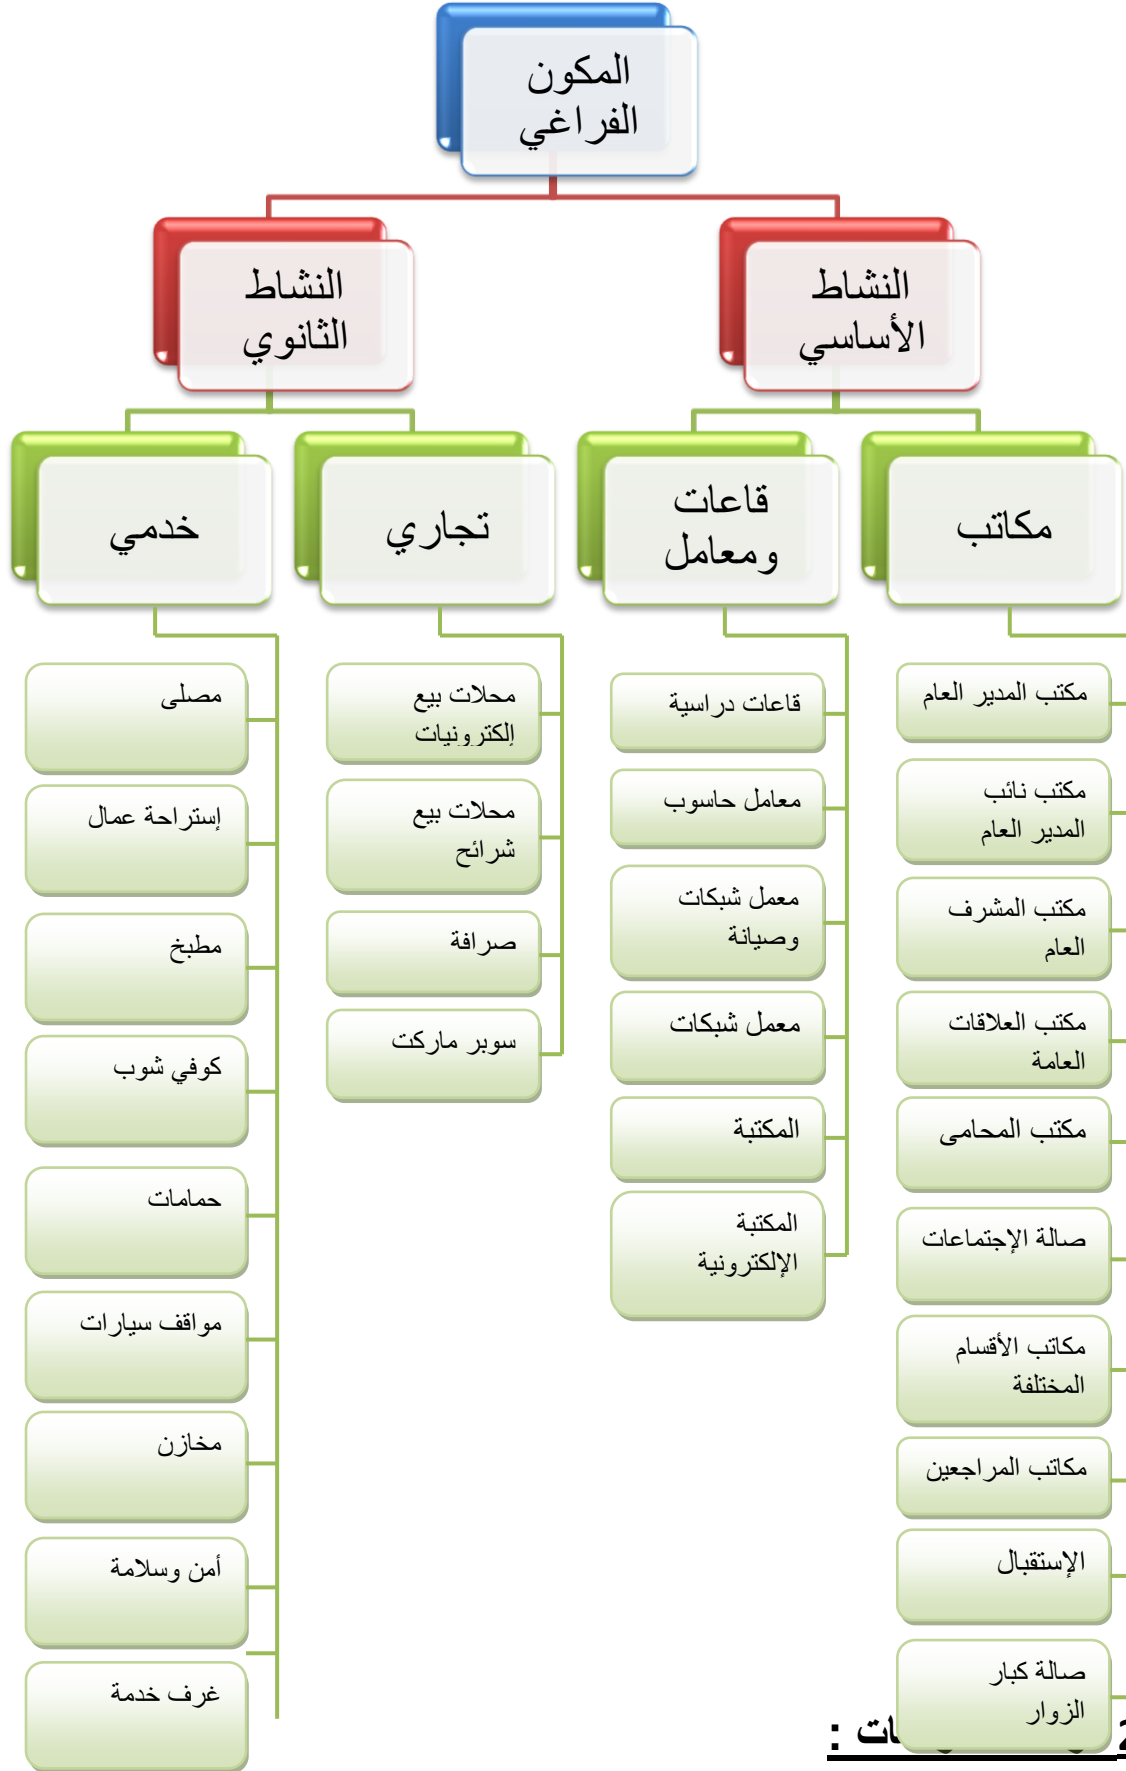 المكون
الفراغي
النشاط
الأساسي
النشاط
الثانوي
مكاتب
قاعات
ومعامل
تجاري
خدمي
مكتب المدير العام
مكتب نائب
المدير العام
مكتب المشرف
العام
مكتب العلاقات
العامة
مكتب المحامى
صالة الإجتماعات
مكاتب الأقسام
المختلفة
مكاتب المراجعين
الإستقبال
صالة كبار
الزوار
قاعات دراسية
معامل حاسوب
معمل شبكات
وصيانة
معمل شبكات
المكتبة
المكتبة
الإلكترونية
محلات بيع
إلكترونيات
محلات بيع
شرائح
صرافة
سوبر ماركت
مصلى
إستراحة عمال
مطبخ
كوفي شوب
حمامات
مواقف سيارات
مخازن
أمن وسلامة
غرف خدمة